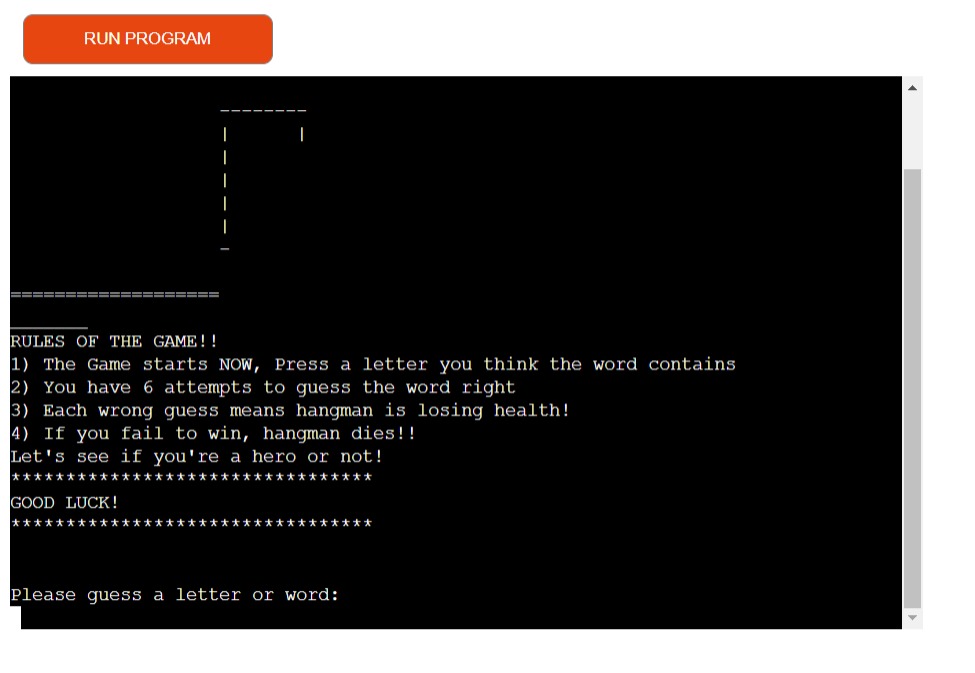 RUN PROGRAM
--------
|       |
|
|
|
|
_
===================
_______
RULES OF THE GAME!!
1) The Game starts NOW, Press a letter you think the word contains
2) You have 6 attempts to guess the word right
3) Each wrong guess means hangman is losing health!
4) If you fail to win, hangman dies!!
Let's see if you're a hero or not!
*********************************
GOOD LUCK!
*********************************
Please guess a letter or word: